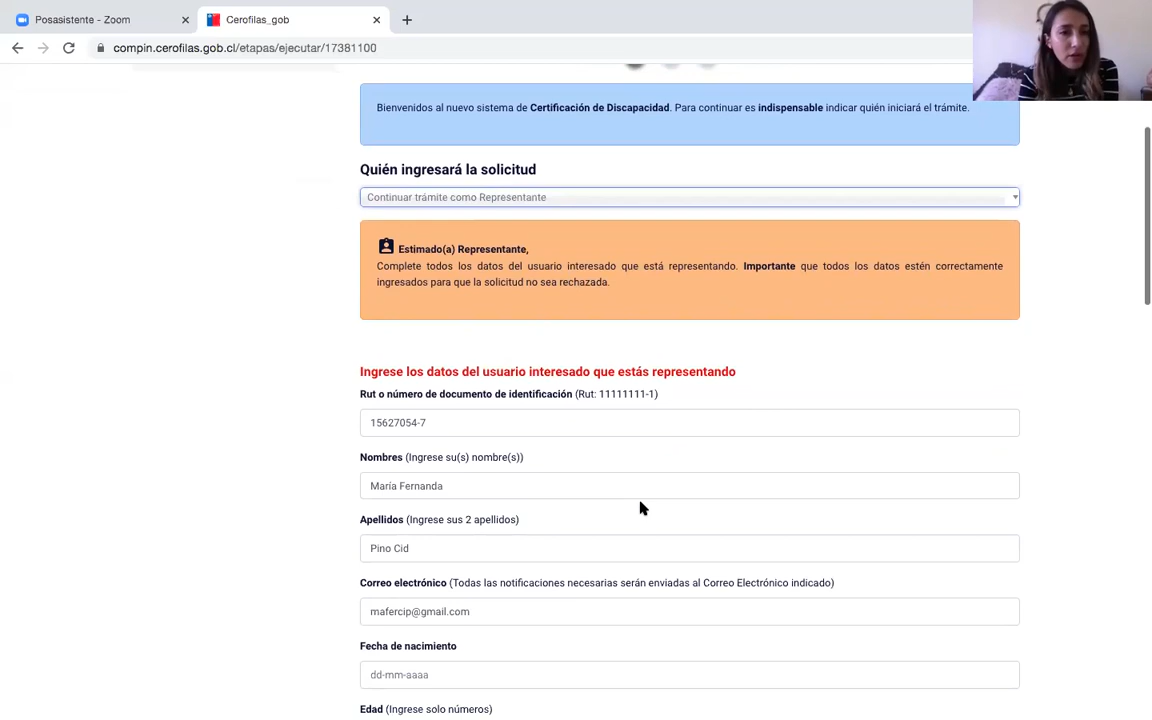 Posasistente - Zoom
Cerofilas_gob
compin.cerofilas.gob.cl/etapas/ejecutar/17381100
Bienvenidos al nuevo sistema de Certificación de Discapacidad. Para continuar es indispensable indicar quién iniciará el trámite.
Quién ingresará la solicitud
Continuar trámite como Representante
Estimado(a) Representante,
Complete todos los datos del usuario interesado que está representando. Importante que todos los datos estén correctamente
ingresados para que la solicitud no sea rechazada.
Ingrese los datos del usuario interesado que estás representando
Rut o número de documento de identificación (Rut: 11111111-1)
15627054-7
Nombres (Ingrese su(s) nombre(s))
María Fernanda
Apellidos (Ingrese sus 2 apellidos)
Pino Cid
Correo electrónico (Todas las notificaciones necesarias serán enviadas al Correo Electrónico indicado)
mafercip@gmail.com
Fecha de nacimiento
dd-mm-aaaa
Edad (Ingrese solo números)